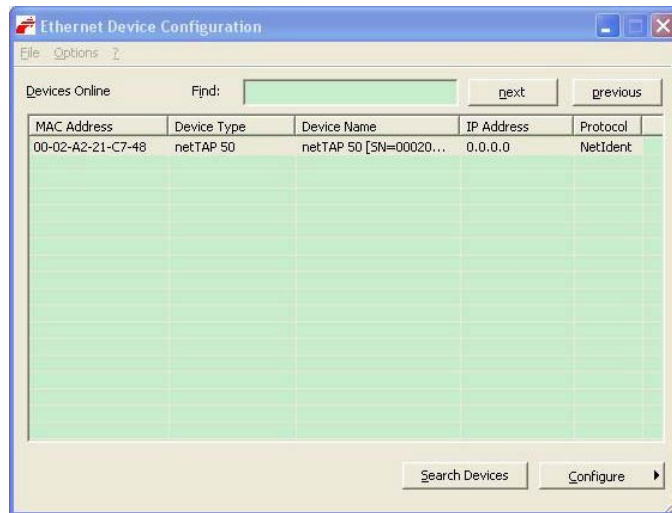 Ethernet Device Configuration
File Options ?
Devices Online Find: next previous
MAC Address Device Type Device Name IP Address Protocol
00-02-A2-21-C7-48 netTAP 50 netTAP 50 [SN=00020... 0.0.0.0 NetIdent
Search Devices Configure